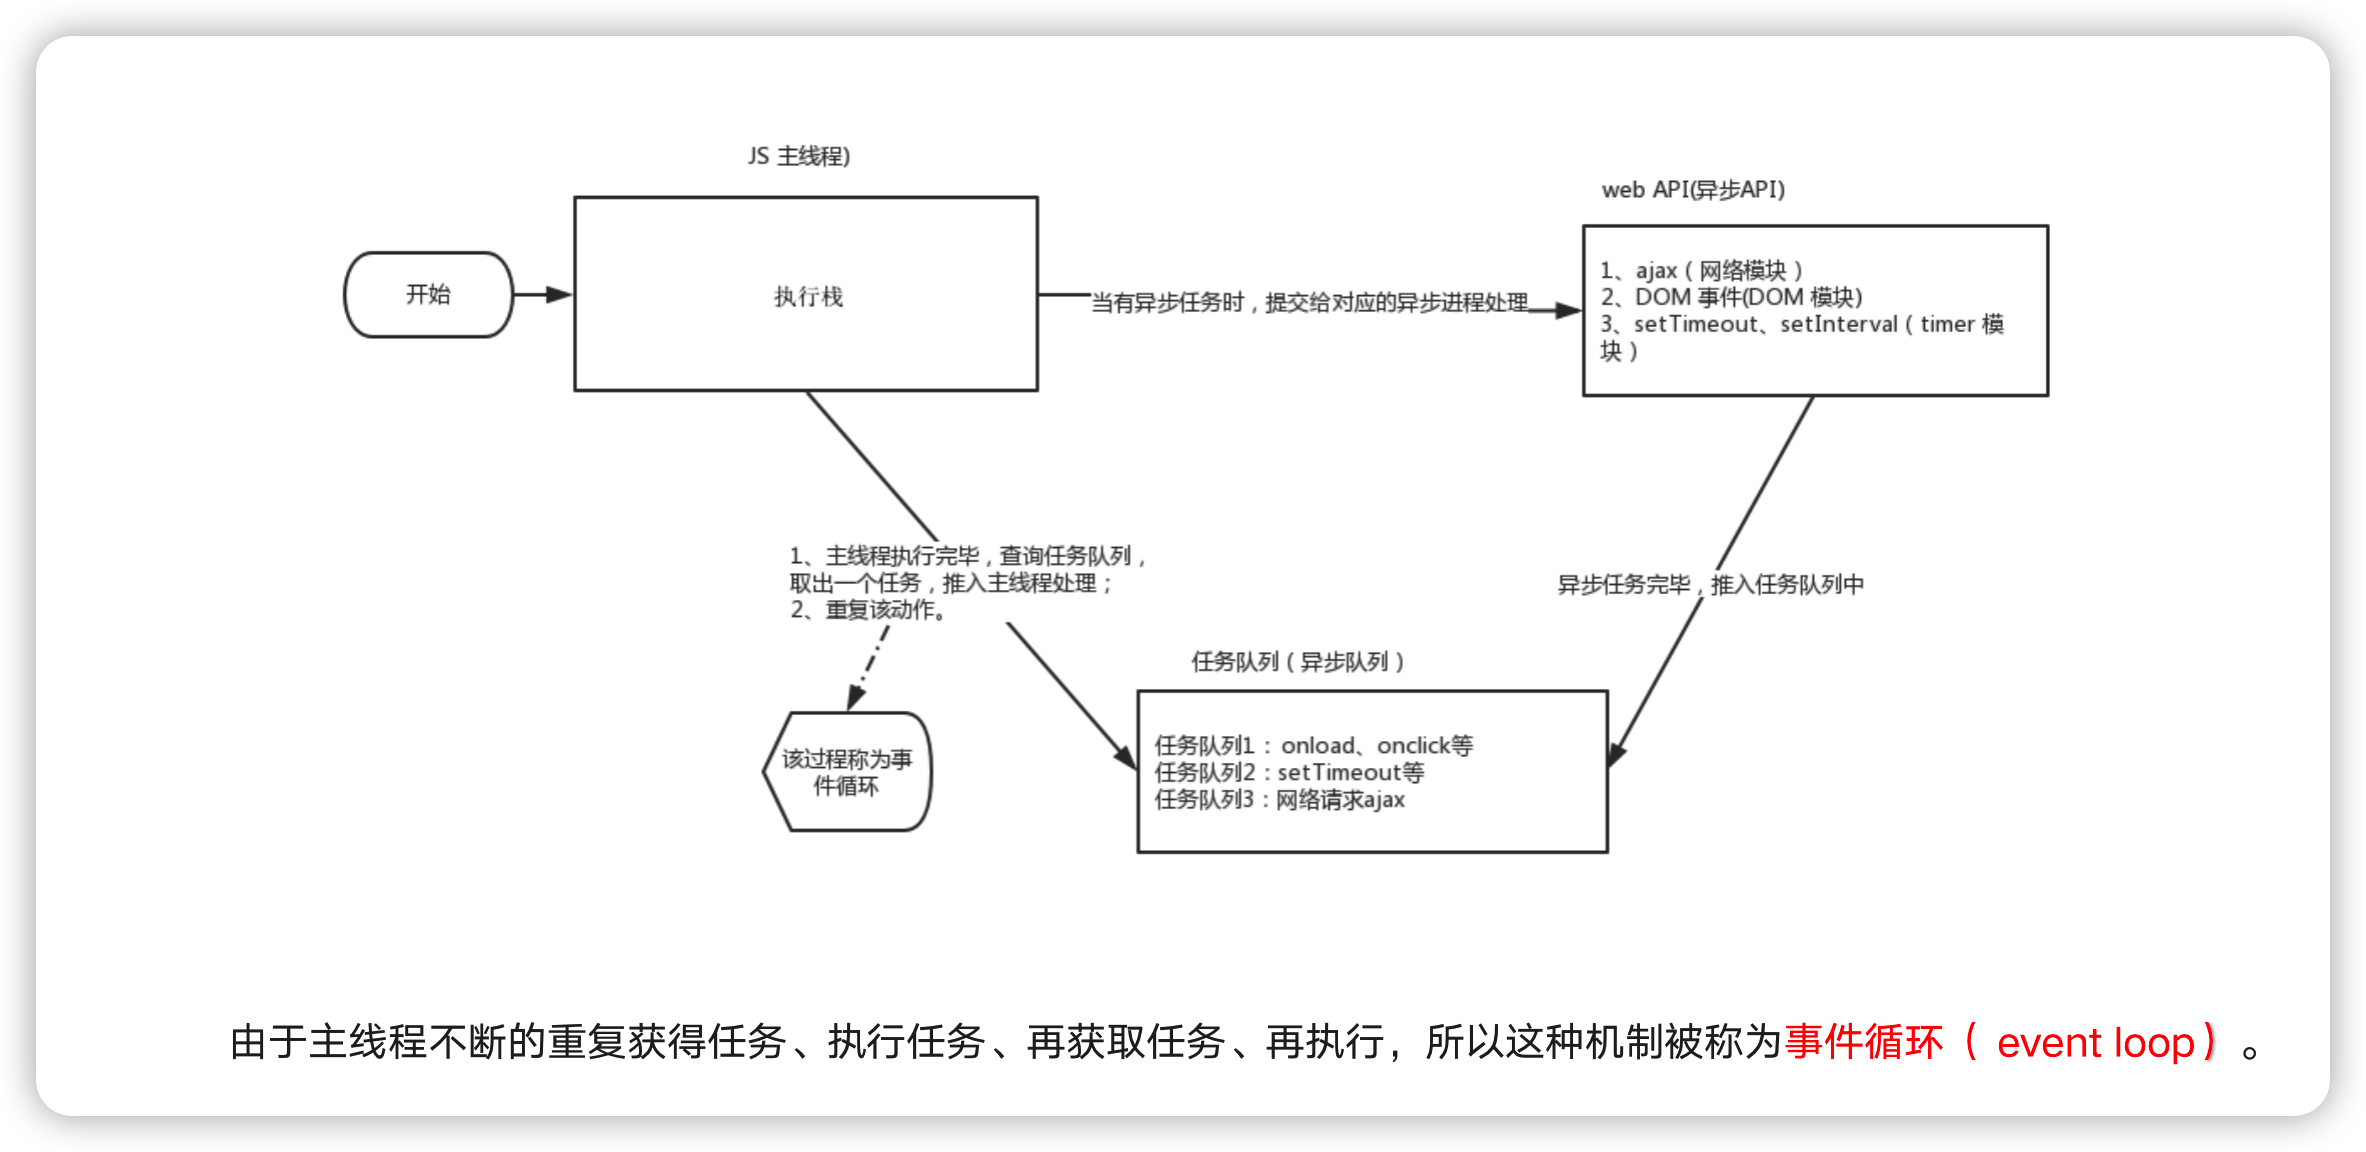 JS 主线程)
web API(异步API)
开始
执行栈
当有异步任务时，提交给对应的异步进程处理
1、ajax（网络模块）
2、DOM 事件(DOM 模块)
3、setTimeout、setInterval（timer 模
块）
1、主线程执行完毕，查询任务队列，
取出一个任务，推入主线程处理；
2、重复该动作。
异步任务完毕，推入任务队列中
任务队列（异步队列）
该过程称为事
件循环
任务队列1：onload、onclick等
任务队列2：setTimeout等
任务队列3：网络请求ajax
由于主线程不断的重复获得任务、执行任务、再获取任务、再执行，所以这种机制被称为事件循环（ event loop）。